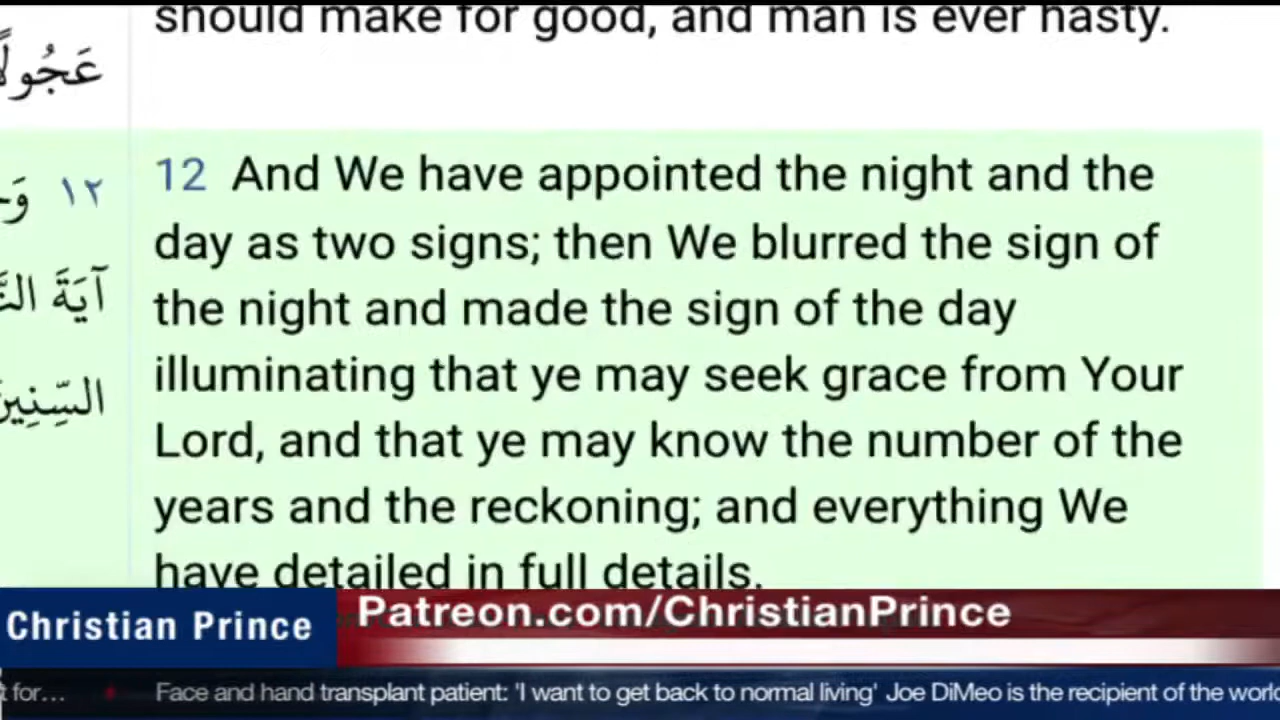 should make for good, and man is ever hasty.
عَجُولًا
12 And We have appointed the night and the
day as two signs; then We blurred the sign of
the night and made the sign of the day
illuminating that ye may seek grace from Your
Lord, and that ye may know the number of the
years and the reckoning; and everything We
have detailed in full details.
١٢
آيَةَ
السِّنِينَ
Christian Prince
Patreon.com/ChristianPrince
t for... Face and hand transplant patient: 'I want to get back to normal living' Joe DiMeo is the recipient of the world